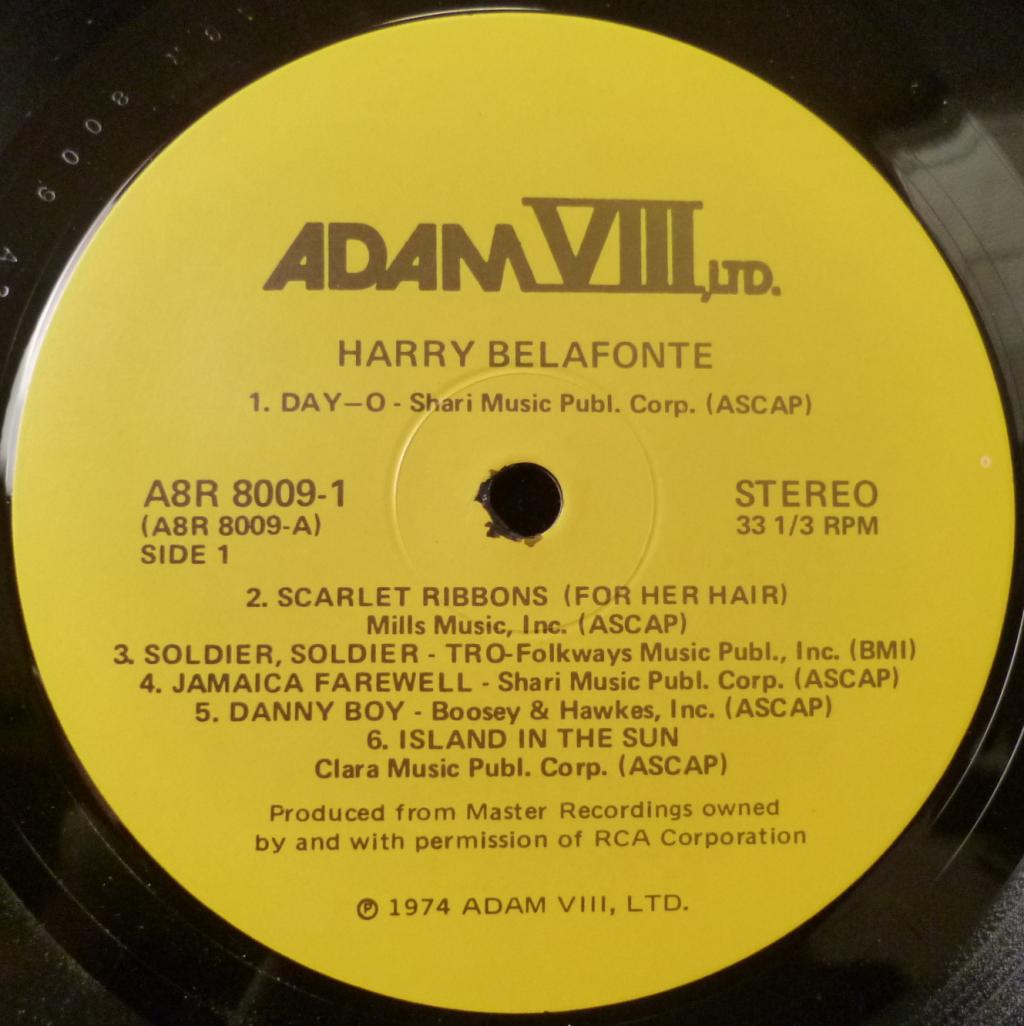 ADAM VIII, LTD.
HARRY BELAFONTE
1. DAY—O - Shari Music Publ. Corp. (ASCAP)
A8R 8009-1
(A8R 8009-A)
SIDE 1
STEREO
33 1/3 RPM
2. SCARLET RIBBONS (FOR HER HAIR)
Mills Music, Inc. (ASCAP)
3. SOLDIER, SOLDIER - TRO-Folkways Music Publ., Inc. (BMI)
4. JAMAICA FAREWELL - Shari Music Publ. Corp. (ASCAP)
5. DANNY BOY - Boosey & Hawkes, Inc. (ASCAP)
6. ISLAND IN THE SUN
Clara Music Publ. Corp. (ASCAP)
Produced from Master Recordings owned
by and with permission of RCA Corporation
℗ 1974 ADAM VIII, LTD.
8009